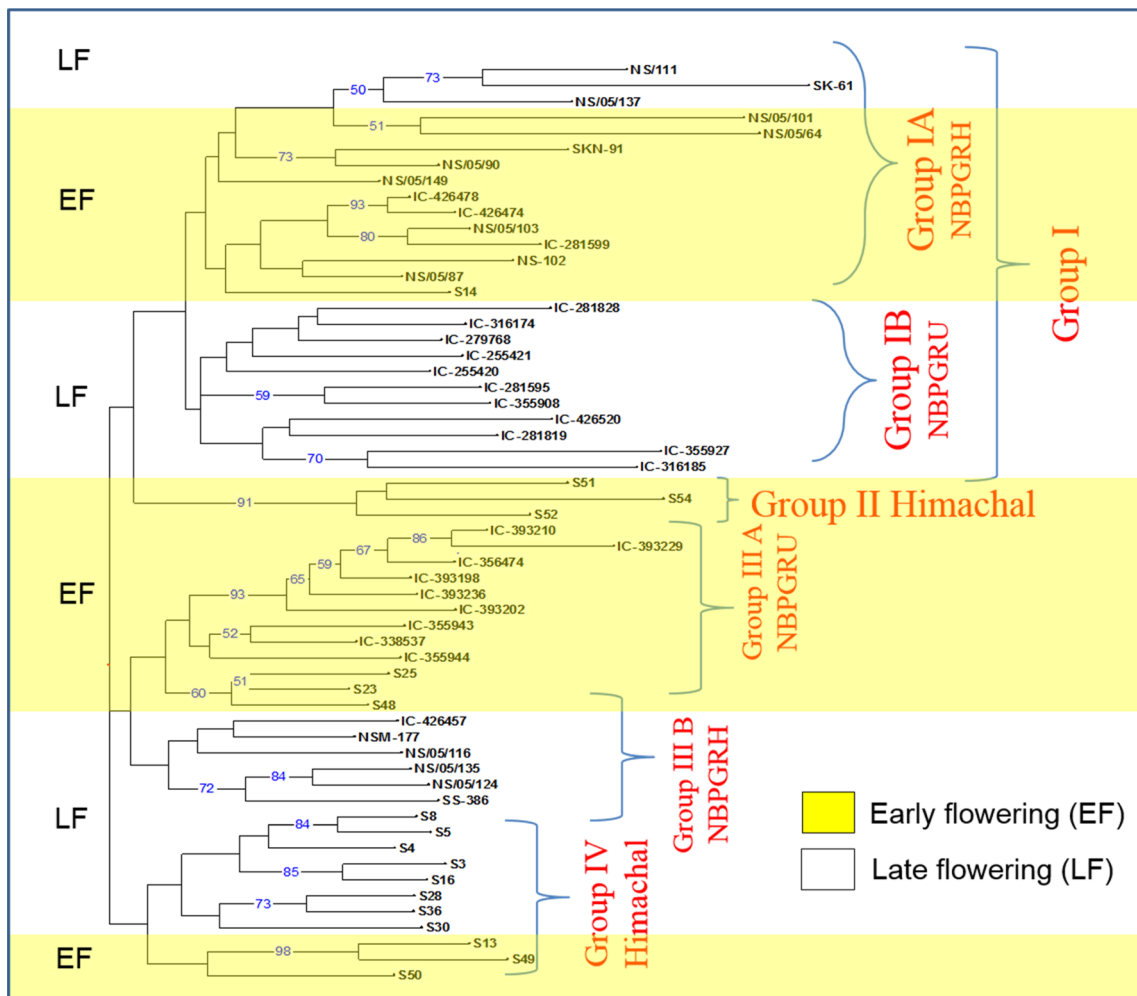 LF
NS/111
73
SK-61
50
NS/05/137
NS/05/101
51
NS/05/64
SKN-91
73
NS/05/90
NS/05/149
EF
IC-426478
93
IC-426474
NS/05/103
80
IC-281599
NS-102
NS/05/87
S14
Group IA
NBPGRH
Group I
IC-281828
IC-316174
IC-279768
IC-255421
IC-255420
LF
IC-281595
59
IC-355908
IC-426520
IC-281819
IC-355927
70
IC-316185
Group IB
NBPGRU
S51
91
S54
S52
Group II Himachal
IC-393210
86
IC-393229
67
IC-356474
59
IC-393198
65
IC-393236
EF
93
IC-393202
IC-355943
52
IC-338537
IC-355944
S25
51
S23
60
S48
Group III A
NBPGRU
IC-426457
NSM-177
NS/05/116
NS/05/135
84
NS/05/124
72
SS-386
Group III B
NBPGRH
LF
S8
84
S5
S4
S3
85
S16
S28
73
S36
S30
EF
S13
98
S49
S50
Group IV
Himachal
Early flowering (EF)
Late flowering (LF)